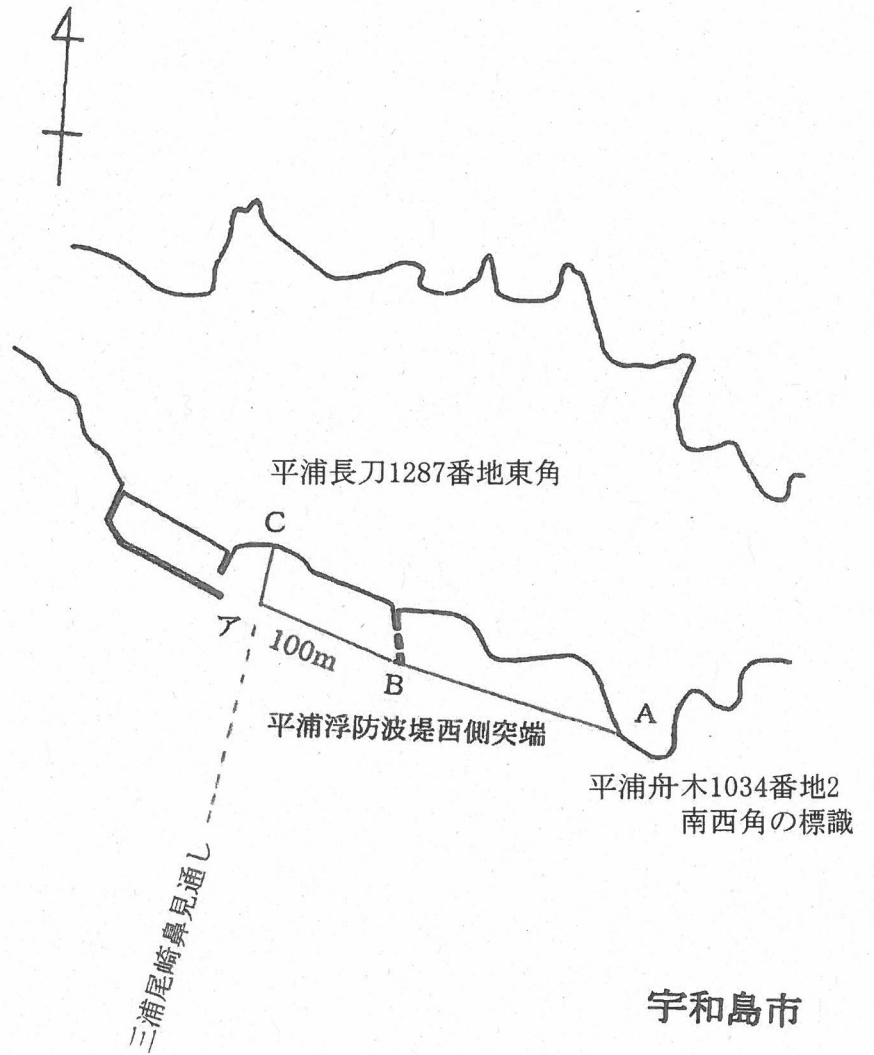 平浦長刀1287番地東角
C
ア
100m
B
平浦浮防波堤西側突端
A
平浦舟木1034番地2
南西角の標識
三浦尾崎鼻見通し
宇和島市